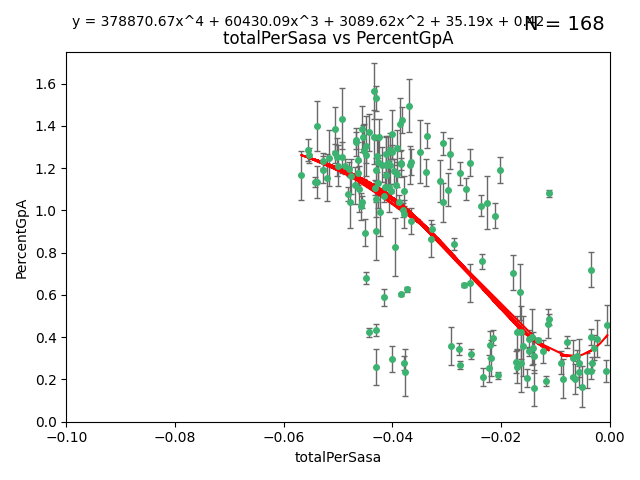 y = 378870.67x^4 + 60430.09x^3 + 3089.62x^2 + 35.19x + 0.42
N = 168
totalPerSasa vs PercentGpA
1.6
1.4
1.2
1.0
0.8
0.6
0.4
0.2
0.0
PercentGpA
−0.10 −0.08 −0.06 −0.04 −0.02 0.00
totalPerSasa